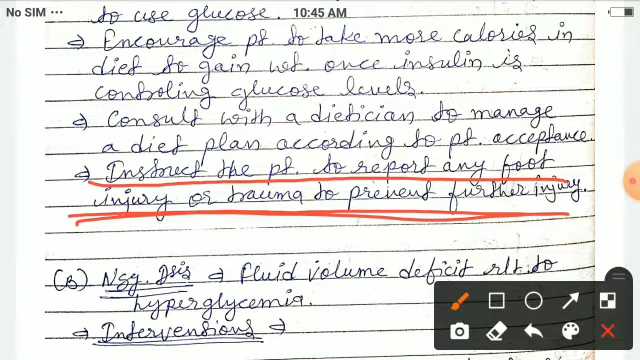 No SIM 10:45 AM
to use glucose.
⇒ Encourage pt. to take more calories in
diet to gain wt. once insulin is
controling glucose levels.
⇒ Consult with a dietician to manage
a diet plan according to pt. acceptance.
⇒ Instruct the pt. to report any foot
injury or trauma to prevent further injury.
(3) Nsg. Dsis ⇒ Fluid volume deficit rlt. to
hyperglycemia.
⇒ Interventions ⇒